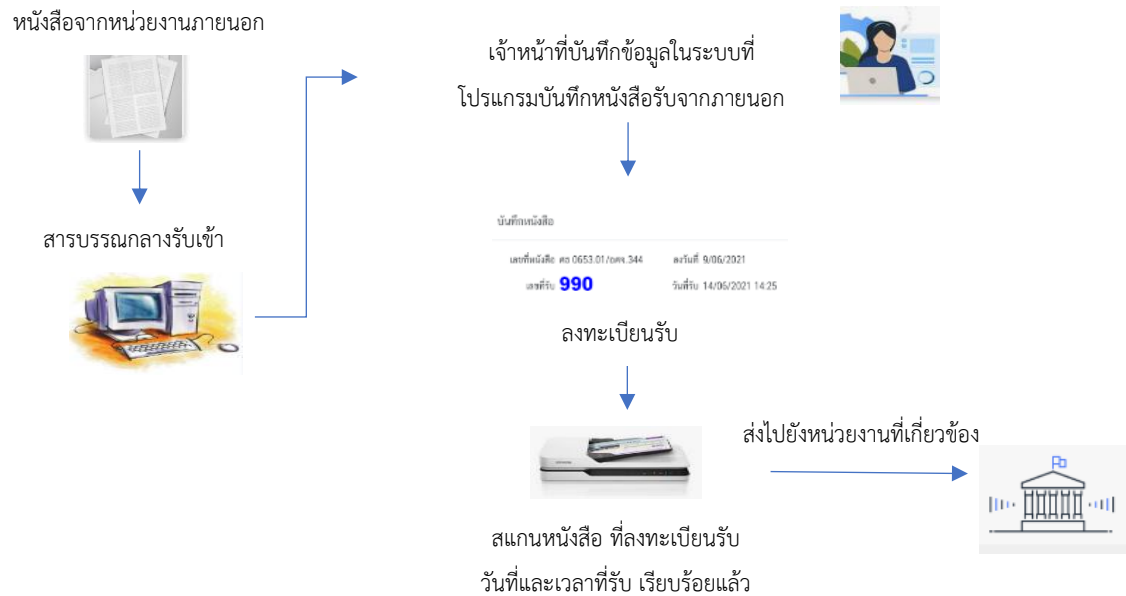 หนังสือจากหน่วยงานภายนอก
สารบรรณกลางรับเข้า
เจ้าหน้าที่บันทึกข้อมูลในระบบที่
โปรแกรมบันทึกหนังสือรับจากภายนอก
บันทึกหนังสือ
เลขที่หนังสือ ศธ 0653.01/ ลงวันที่ 9/06/2021
เลขที่รับ 990 วันที่รับ 14/06/2021 14:25
ลงทะเบียนรับ
ส่งไปยังหน่วยงานที่เกี่ยวข้อง
สแกนหนังสือ ที่ลงทะเบียนรับ
วันที่และเวลาที่รับ เรียบร้อยแล้ว